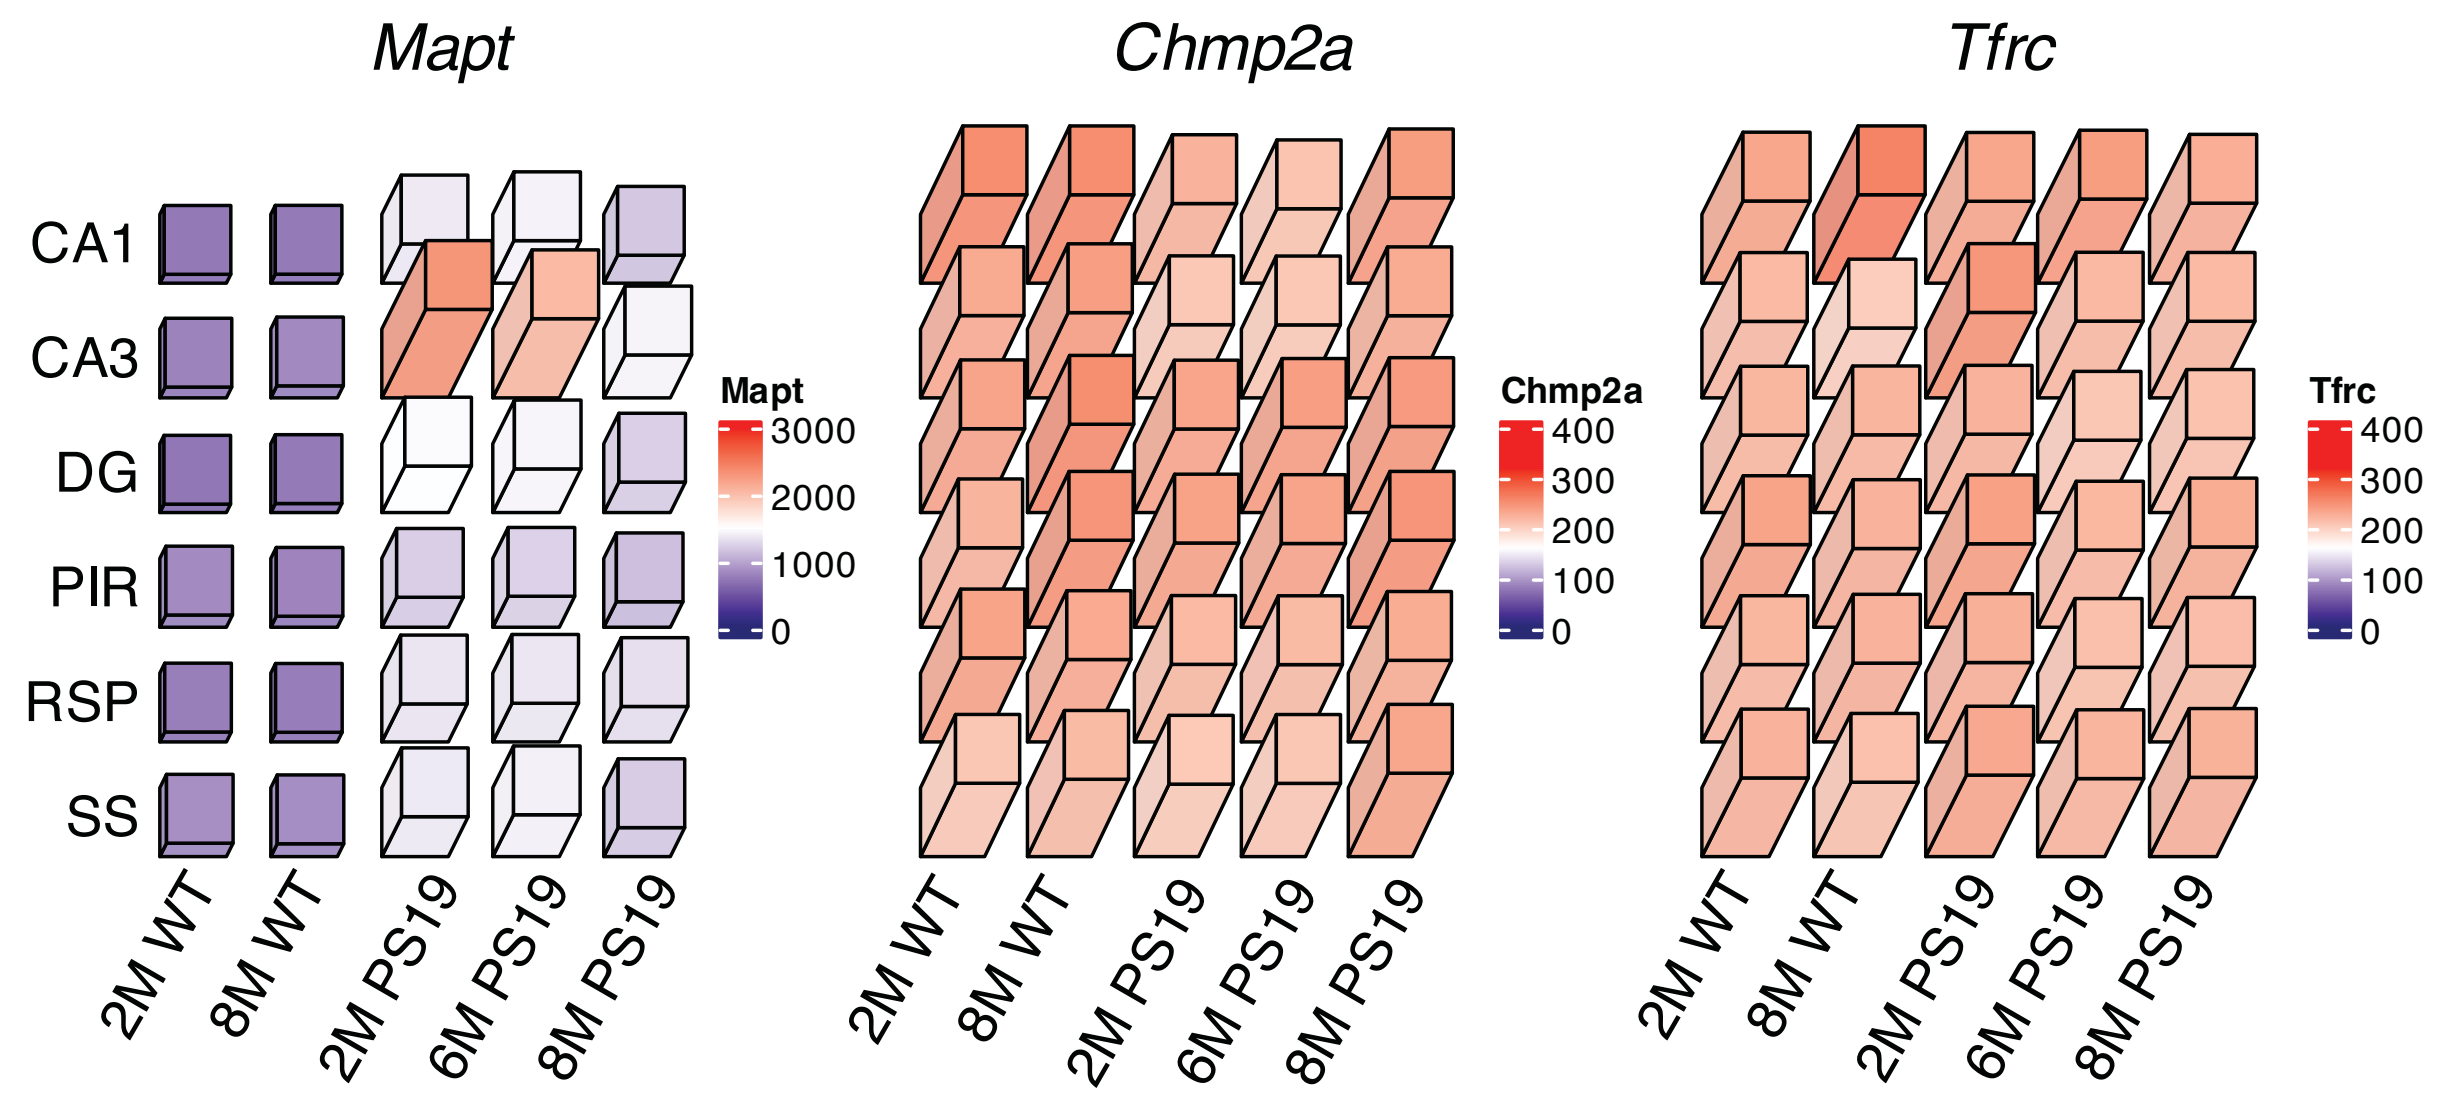 Mapt
Chmp2a
Tfrc
CA1
CA3
DG
PIR
RSP
SS
Mapt
3000
2000
1000
0
Chmp2a
400
300
200
100
0
Tfrc
400
300
200
100
0
2M WT
8M WT
2M PS19
6M PS19
8M PS19
2M WT
8M WT
2M PS19
6M PS19
8M PS19
2M WT
8M WT
2M PS19
6M PS19
8M PS19